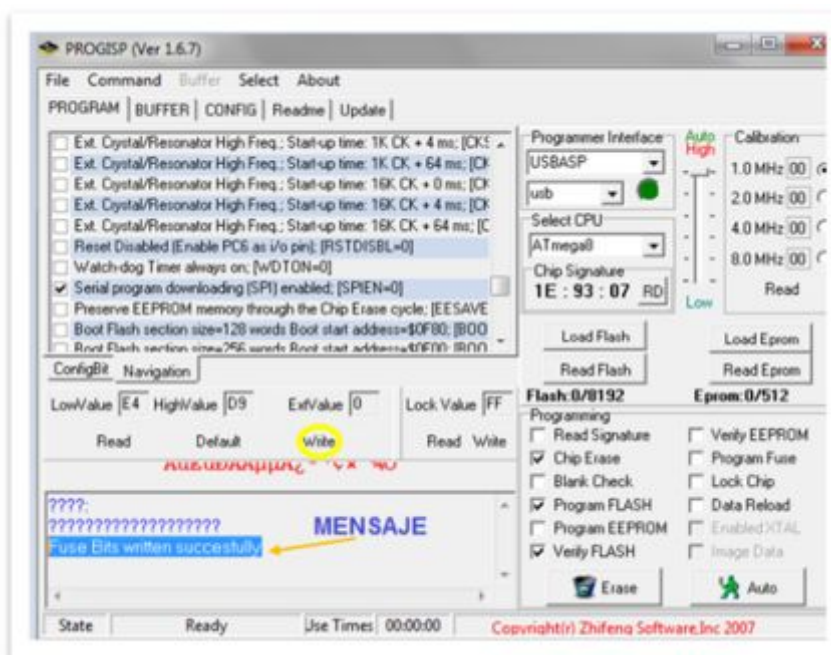 PROGISP (Ver 1.6.7)
File Command Buffer Select About
PROGRAM BUFFER CONFIG Readme Update
Ext. Crystal/Resonator High Freq.; Start-up time: 1K CK + 4 ms; [CKS
Ext. Crystal/Resonator High Freq.; Start-up time: 1K CK + 64 ms; [CK
Ext. Crystal/Resonator High Freq.; Start-up time: 16K CK + 0 ms; [CK
Ext. Crystal/Resonator High Freq.; Start-up time: 16K CK + 4 ms; [CK
Ext. Crystal/Resonator High Freq.; Start-up time: 16K CK + 64 ms; [C
Reset Disabled (Enable PC6 as i/o pin); [RSTDISBL=0]
Watch-dog Timer always on; [WDTON=0]
Serial program downloading (SPI) enabled; [SPIEN=0]
Preserve EEPROM memory through the Chip Erase cycle; [EESAVE
Boot Flash section size=128 words Boot start address=$0F80; [BOO
Boot Flash section size=256 words Boot start address=$0F00; [BOO
ConfigBit Navigation
LowValue E4 HighValue D9 ExtValue 0 Lock Value FF
Read Default Write Read Write
????:
???????????????????
MENSAJE
Fuse Bits written succestully
State Ready Use Times 00:00:00 Copyright(r) Zhifeng Software,Inc 2007
Programmer Interface
USBASP
usb
Select CPU
ATmega8
Chip Signature
1E : 93 : 07 RD
Auto
High
Low
Calibration
1.0 MHz 00
2.0 MHz 00
4.0 MHz 00
8.0 MHz 00
Read
Load Flash Load Eprom
Read Flash Read Eprom
Flash:0/8192 Eprom:0/512
Programming
Read Signature Verify EEPROM
Chip Erase Program Fuse
Blank Check Lock Chip
Program FLASH Data Reload
Program EEPROM Enabled XTAL
Verify FLASH Image Data
Erase Auto